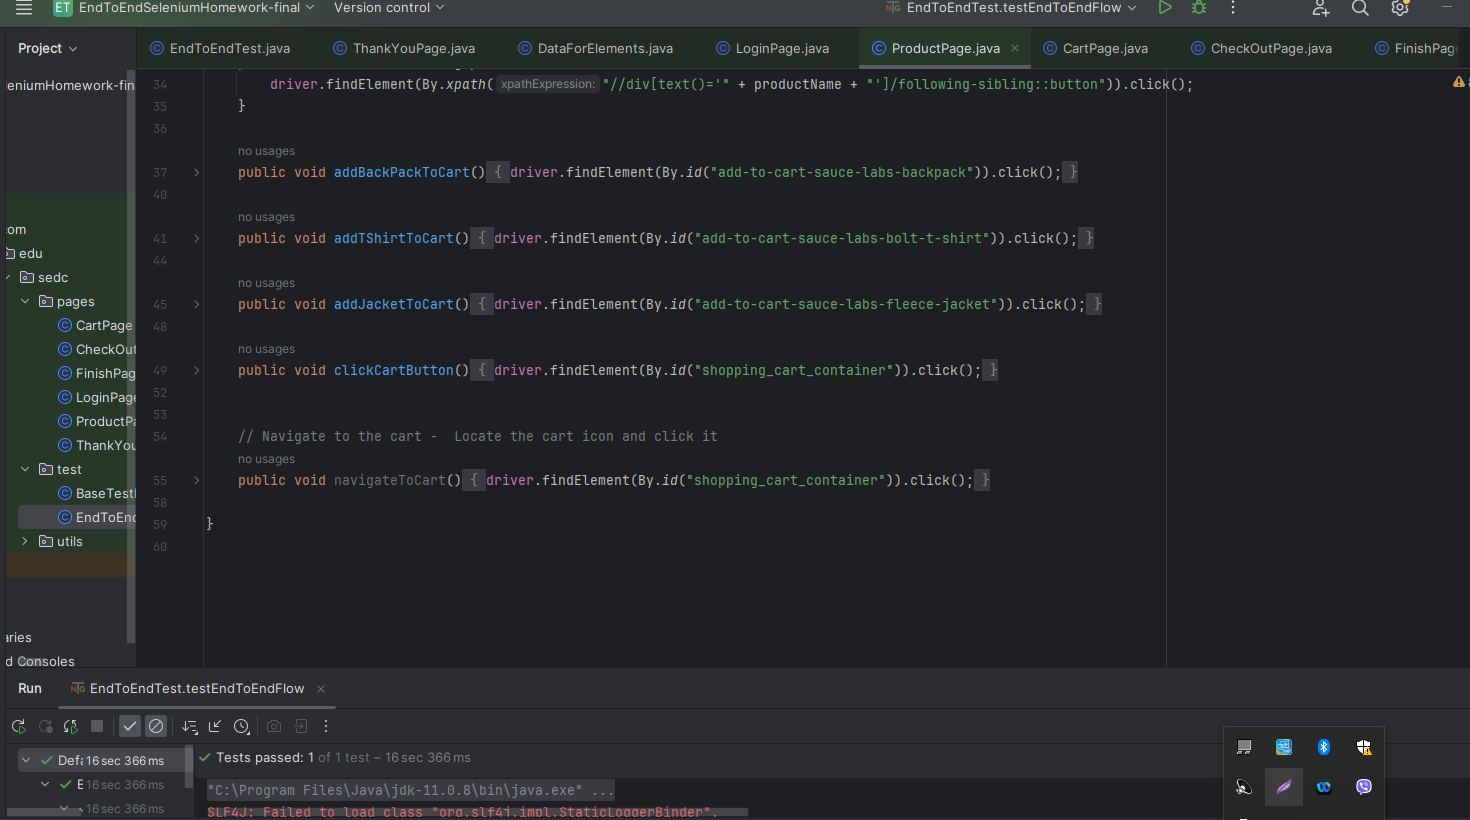 ET EndToEndSeleniumHomework-final Version control EndToEndTest.testEndToEndFlow
Project EndToEndTest.java ThankYouPage.java DataForElements.java LoginPage.java ProductPage.java CartPage.java CheckOutPage.java FinishPag
eleniumHomework-fin
com
edu
sedc
pages
CartPage
CheckOut
FinishPag
LoginPage
ProductPa
ThankYou
test
BaseTest
EndToEnd
utils
aries
d Consoles
34 driver.findElement(By.xpath( xpathExpression: "//div[text()='" + productName + "']/following-sibling::button")).click();
35 }
36
no usages
37 public void addBackPackToCart() { driver.findElement(By.id("add-to-cart-sauce-labs-backpack")).click(); }
40
no usages
41 public void addTShirtToCart() { driver.findElement(By.id("add-to-cart-sauce-labs-bolt-t-shirt")).click(); }
44
no usages
45 public void addJacketToCart() { driver.findElement(By.id("add-to-cart-sauce-labs-fleece-jacket")).click(); }
48
no usages
49 public void clickCartButton() { driver.findElement(By.id("shopping_cart_container")).click(); }
52
53
54 // Navigate to the cart -  Locate the cart icon and click it
no usages
55 public void navigateToCart() { driver.findElement(By.id("shopping_cart_container")).click(); }
58
59 }
60
Run EndToEndTest.testEndToEndFlow
Defa 16 sec 366 ms
E 16 sec 366 ms
16 sec 366 ms
Tests passed: 1 of 1 test – 16 sec 366 ms
"C:\Program Files\Java\jdk-11.0.8\bin\java.exe" ...
SLF4J: Failed to load class "org.slf4j.impl.StaticLoggerBinder".